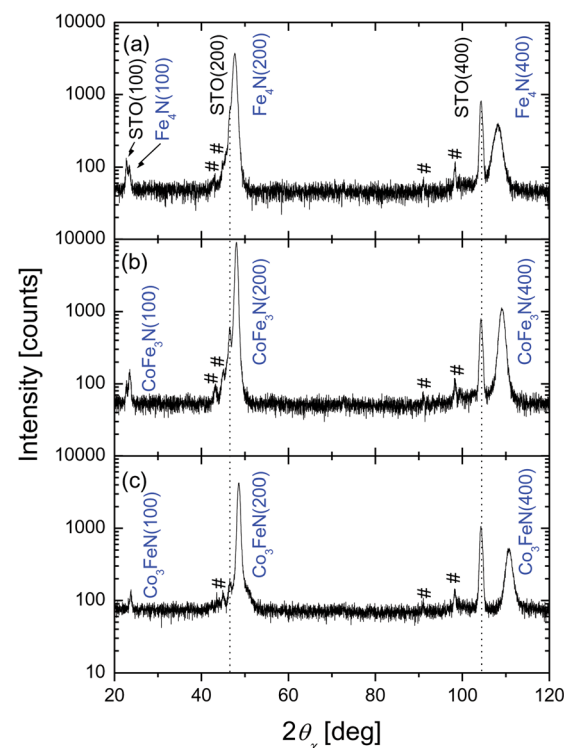 (a)
STO(100)
Fe₄N(100)
STO(200)
Fe₄N(200)
STO(400)
Fe₄N(400)
# #
#
#
10000
1000
100
10000
(b)
CoFe₃N(100)
CoFe₃N(200)
CoFe₃N(400)
# #
#
#
1000
100
10000
(c)
Co₃FeN(100)
Co₃FeN(200)
Co₃FeN(400)
#
#
#
1000
100
10
Intensity [counts]
20 40 60 80 100 120
2θχ [deg]